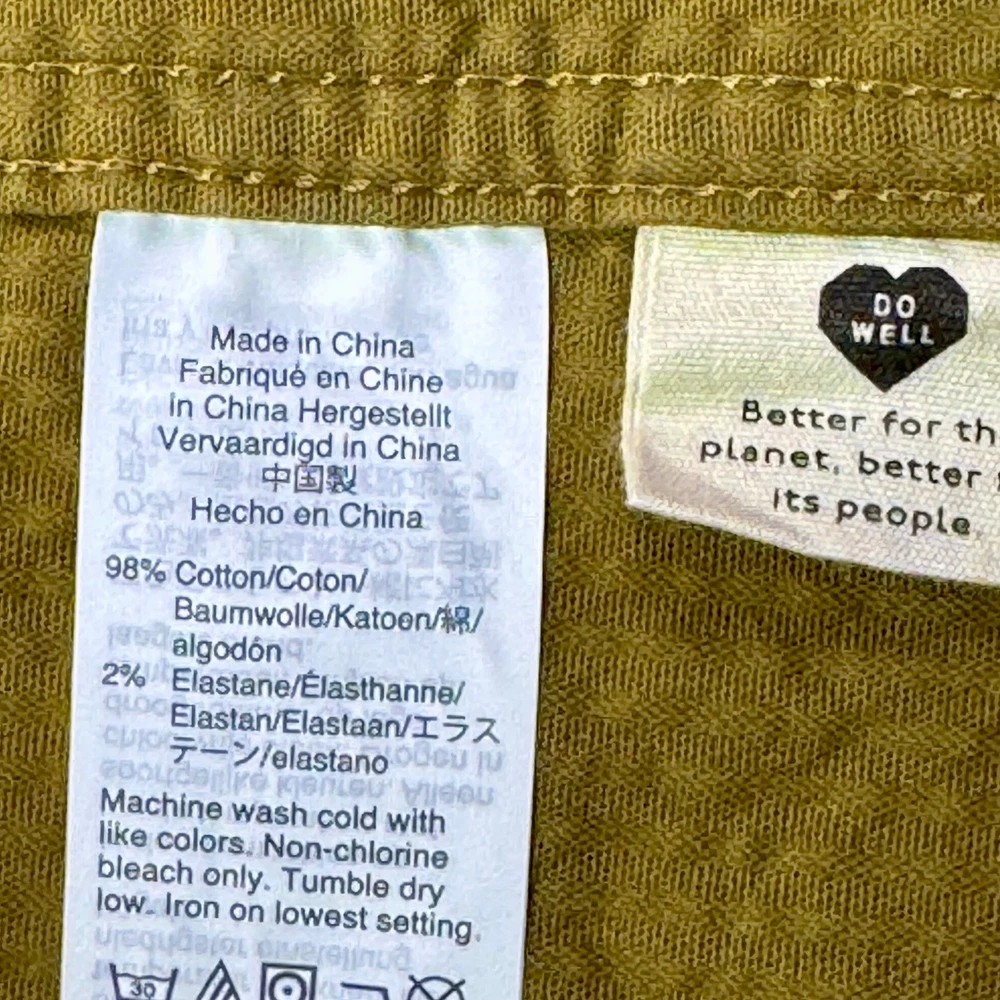 Made in China
Fabriqué en Chine
in China Hergestellt
Vervaardigd in China
中国製
Hecho en China
98% Cotton/Coton/
Baumwolle/Katoen/綿/
algodón
2% Elastane/Élasthanne/
Elastan/Elastaan/エラス
テーン/elastano
Machine wash cold with
like colors. Non-chlorine
bleach only. Tumble dry
low. Iron on lowest setting.
30
DO
WELL
Better for th
planet, better
its people